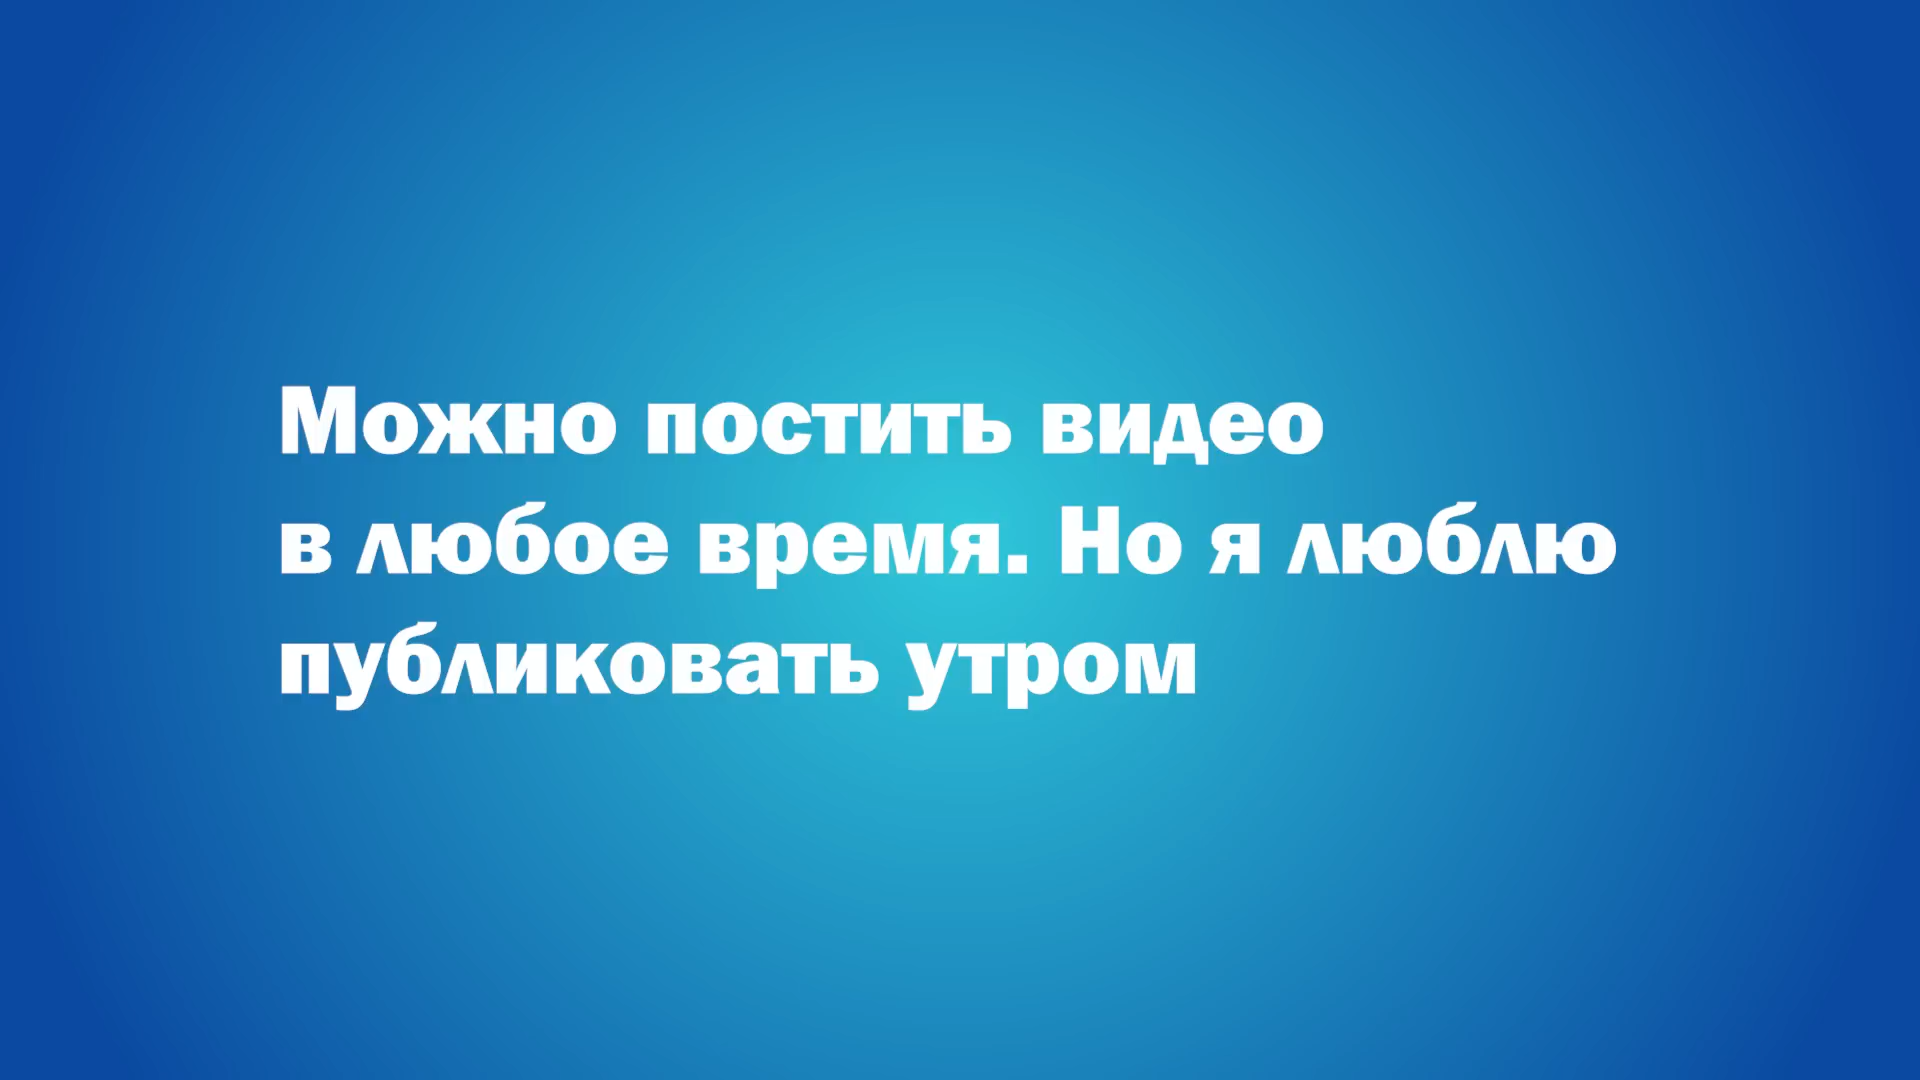 Можно постить видео
в любое время. Но я люблю
публиковать утром